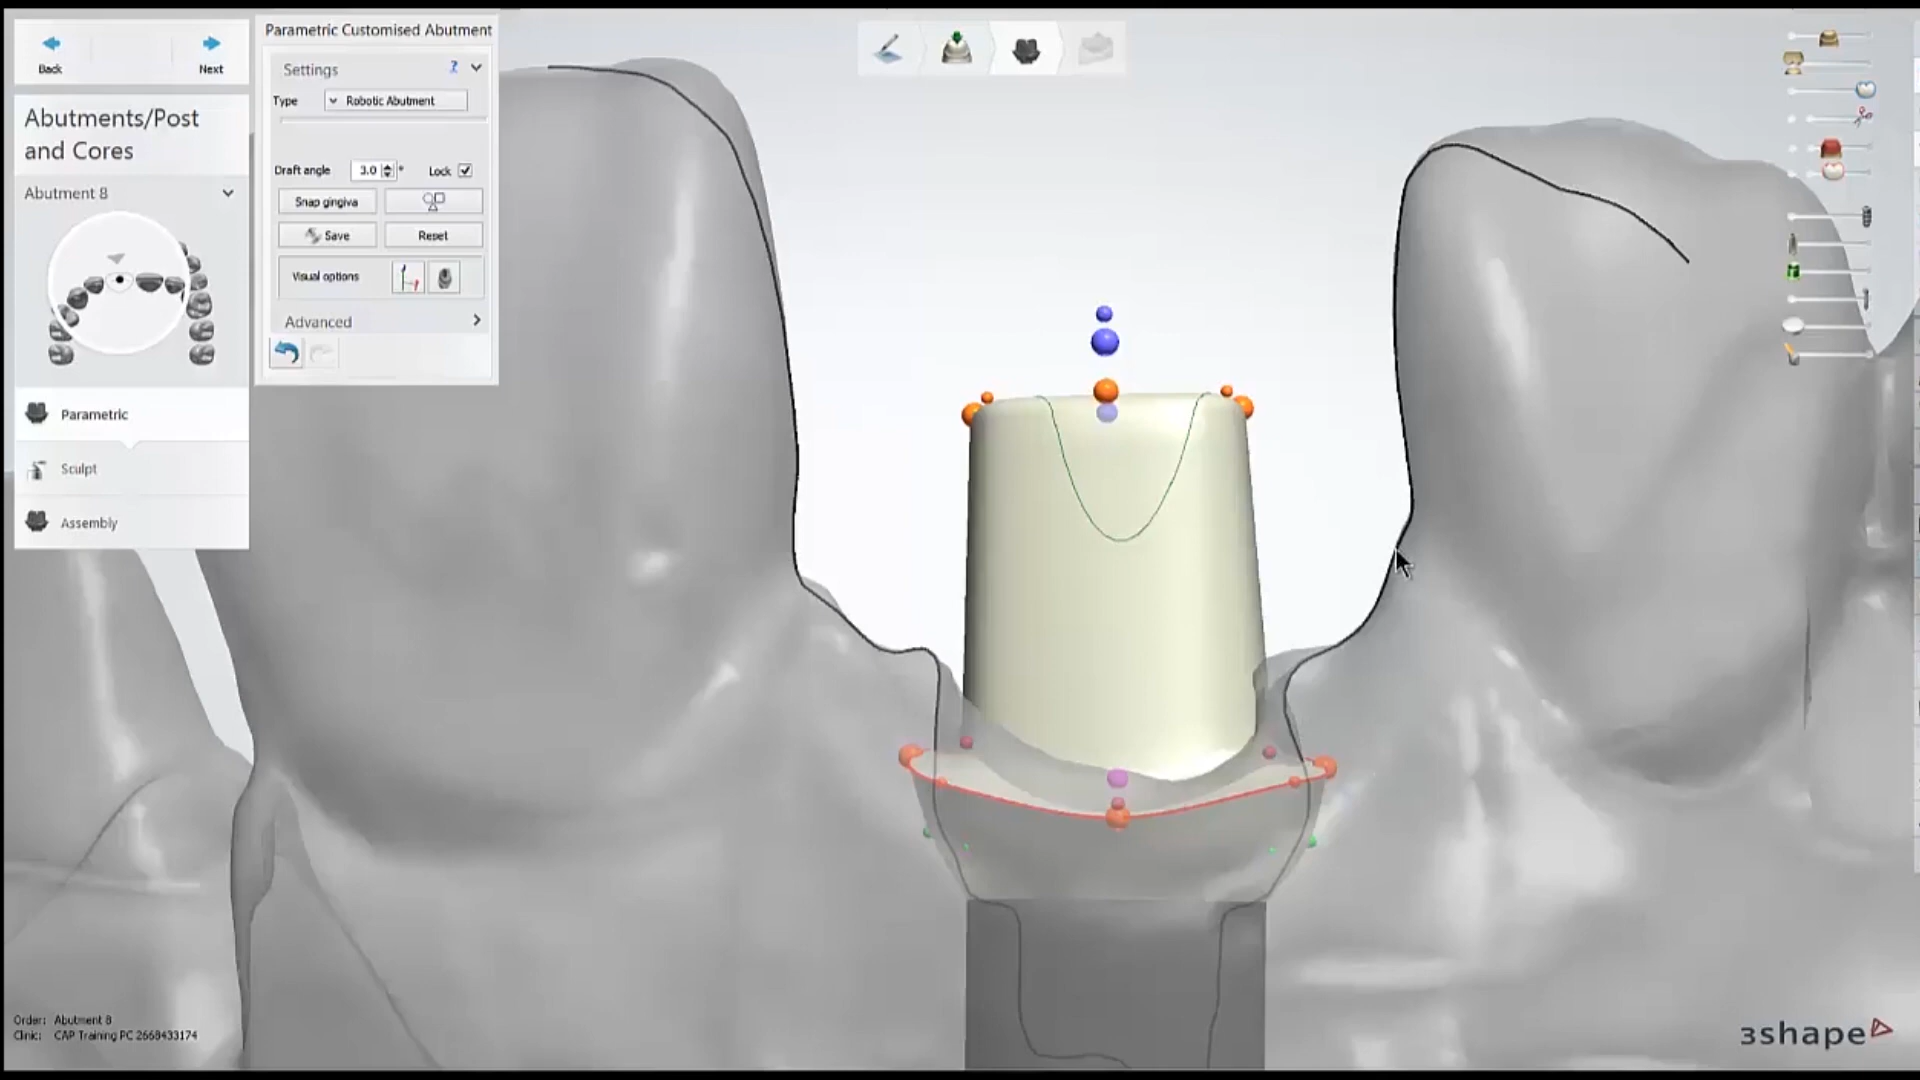 Back
Next
Abutments/Post
and Cores
Abutment 8
Parametric
Sculpt
Assembly
Parametric Customised Abutment
Settings
?
Type
Robotic Abutment
Draft angle
3.0
°
Lock
Snap gingiva
Save
Reset
Visual options
Advanced
Order: Abutment 8
Clinic: CAP Training PC 2668433174
3shape